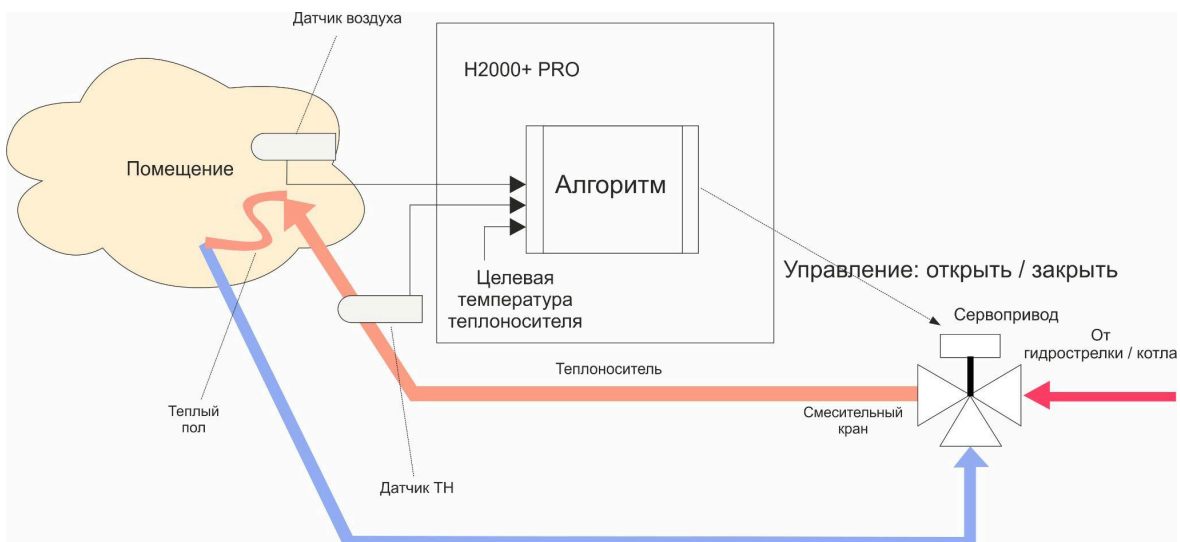 Датчик воздуха
H2000+ PRO
Помещение
Алгоритм
Целевая
температура
теплоносителя
Управление: открыть / закрыть
Сервопривод
От
гидрострелки / котла
Теплоноситель
Смесительный
кран
Теплый
пол
Датчик ТН